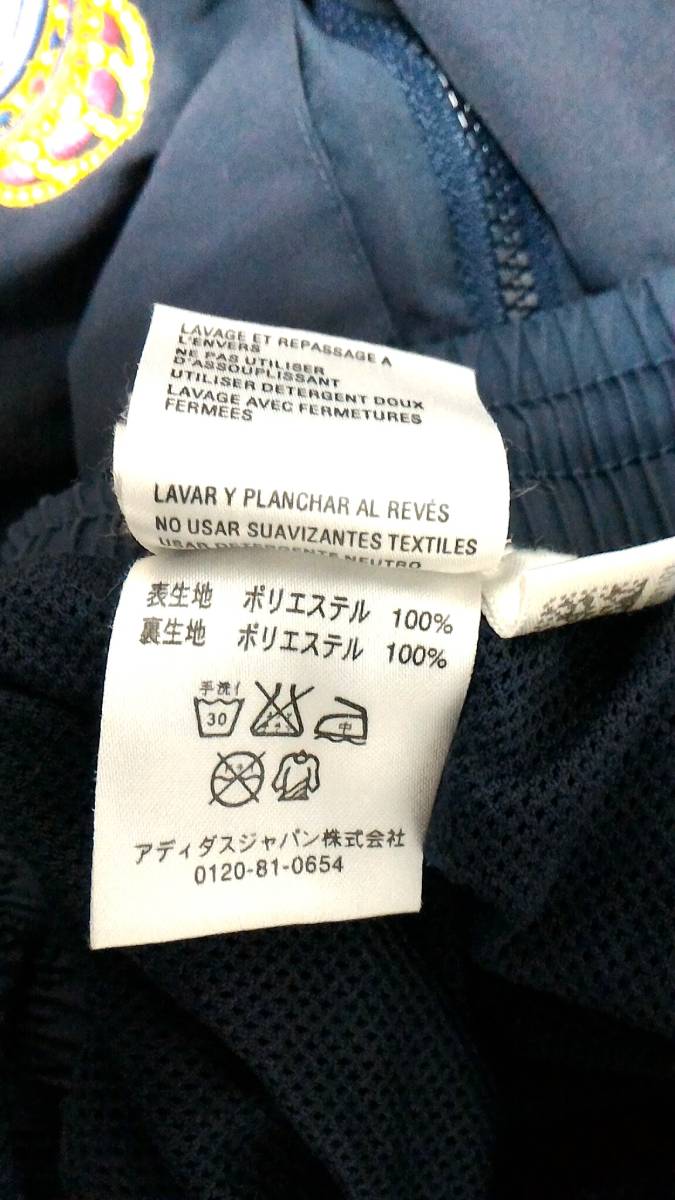 LAVAGE ET REPASSAGE A
L'ENVERS
NE PAS UTILISER
D'ASSOUPLISSANT
UTILISER DETERGENT DOUX
LAVAGE AVEC FERMETURES
FERMEES
LAVAR Y PLANCHAR AL REVÉS
NO USAR SUAVIZANTES TEXTILES
USAR DETERGENTE NEUTRO
表生地 ポリエステル 100%
裏生地 ポリエステル 100%
手洗イ
30
中
アディダスジャパン株式会社
0120-81-0654